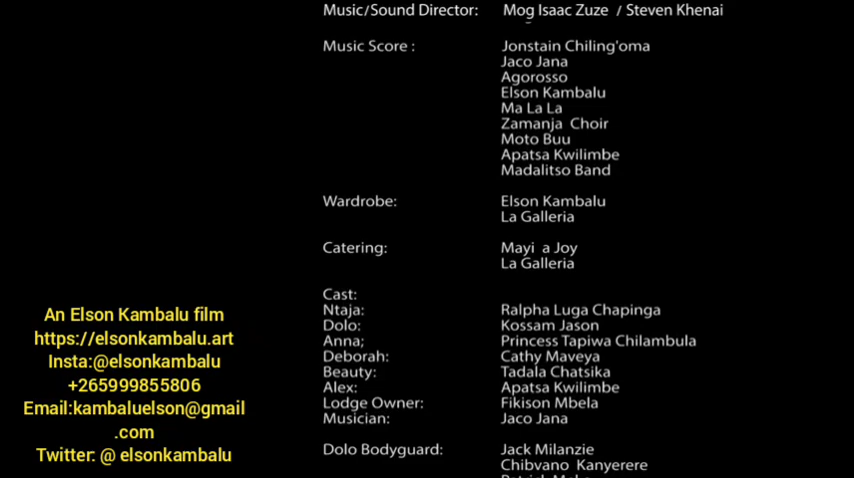 Music/Sound Director: Mog Isaac Zuze / Steven Khenai
Music Score : Jonstain Chiling'oma
Jaco Jana
Agorosso
Elson Kambalu
Ma La La
Zamanja Choir
Moto Buu
Apatsa Kwilimbe
Madalitso Band
Wardrobe: Elson Kambalu
La Galleria
Catering: Mayi a Joy
La Galleria
Cast:
Ntaja: Ralpha Luga Chapinga
Dolo: Kossam Jason
Anna; Princess Tapiwa Chilambula
Deborah: Cathy Maveya
Beauty: Tadala Chatsika
Alex: Apatsa Kwilimbe
Lodge Owner: Fikison Mbela
Musician: Jaco Jana
Dolo Bodyguard: Jack Milanzie
Chibvano Kanyerere
An Elson Kambalu film
https://elsonkambalu.art
Insta:@elsonkambalu
+265999855806
Email:kambaluelson@gmail
.com
Twitter: @ elsonkambalu